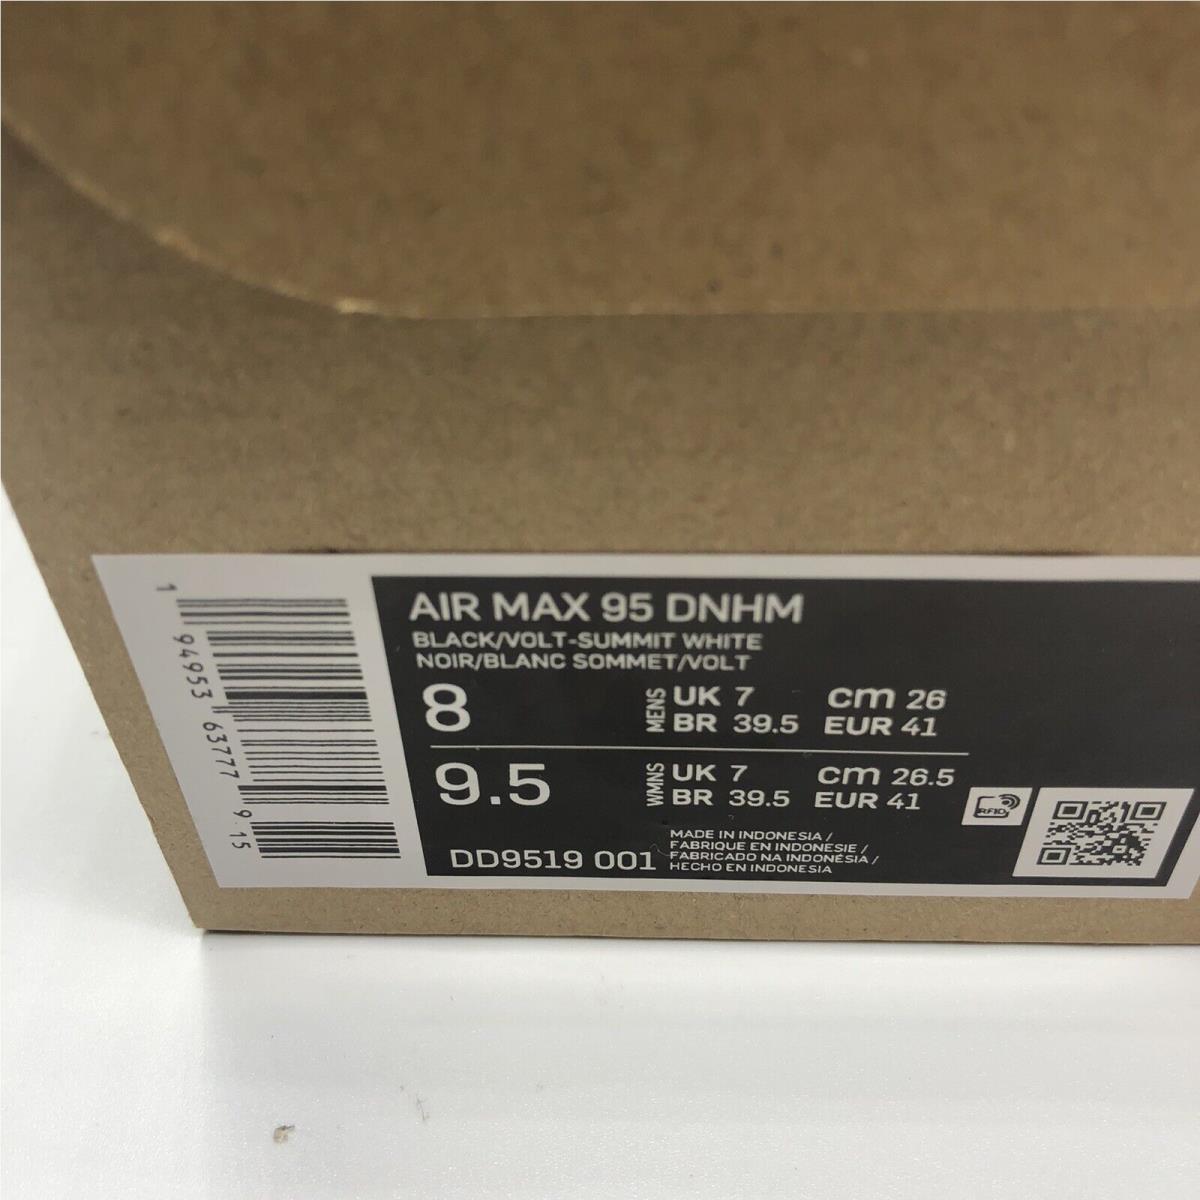 AIR MAX 95 DNHM
BLACK/VOLT-SUMMIT WHITE
NOIR/BLANC SOMMET/VOLT
8 MENS UK 7 cm 26
BR 39.5 EUR 41
9.5 WMNS UK 7 cm 26.5
BR 39.5 EUR 41
DD9519 001
MADE IN INDONESIA /
FABRIQUE EN INDONESIE /
FABRICADO NA INDONÉSIA /
HECHO EN INDONESIA
RFID
1 94953 63777 9 15